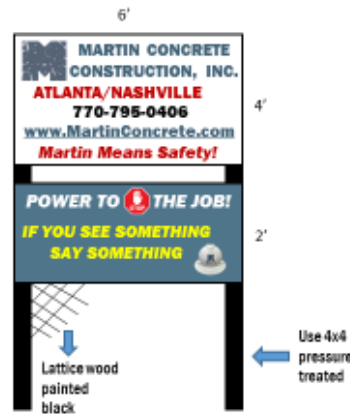 6'
MARTIN CONCRETE
CONSTRUCTION, INC.
ATLANTA/NASHVILLE
770-795-0406
www.MartinConcrete.com
Martin Means Safety!
4'
POWER TO STOP THE JOB!
IF YOU SEE SOMETHING
SAY SOMETHING
2'
Lattice wood
painted
black
Use 4x4
pressure
treated